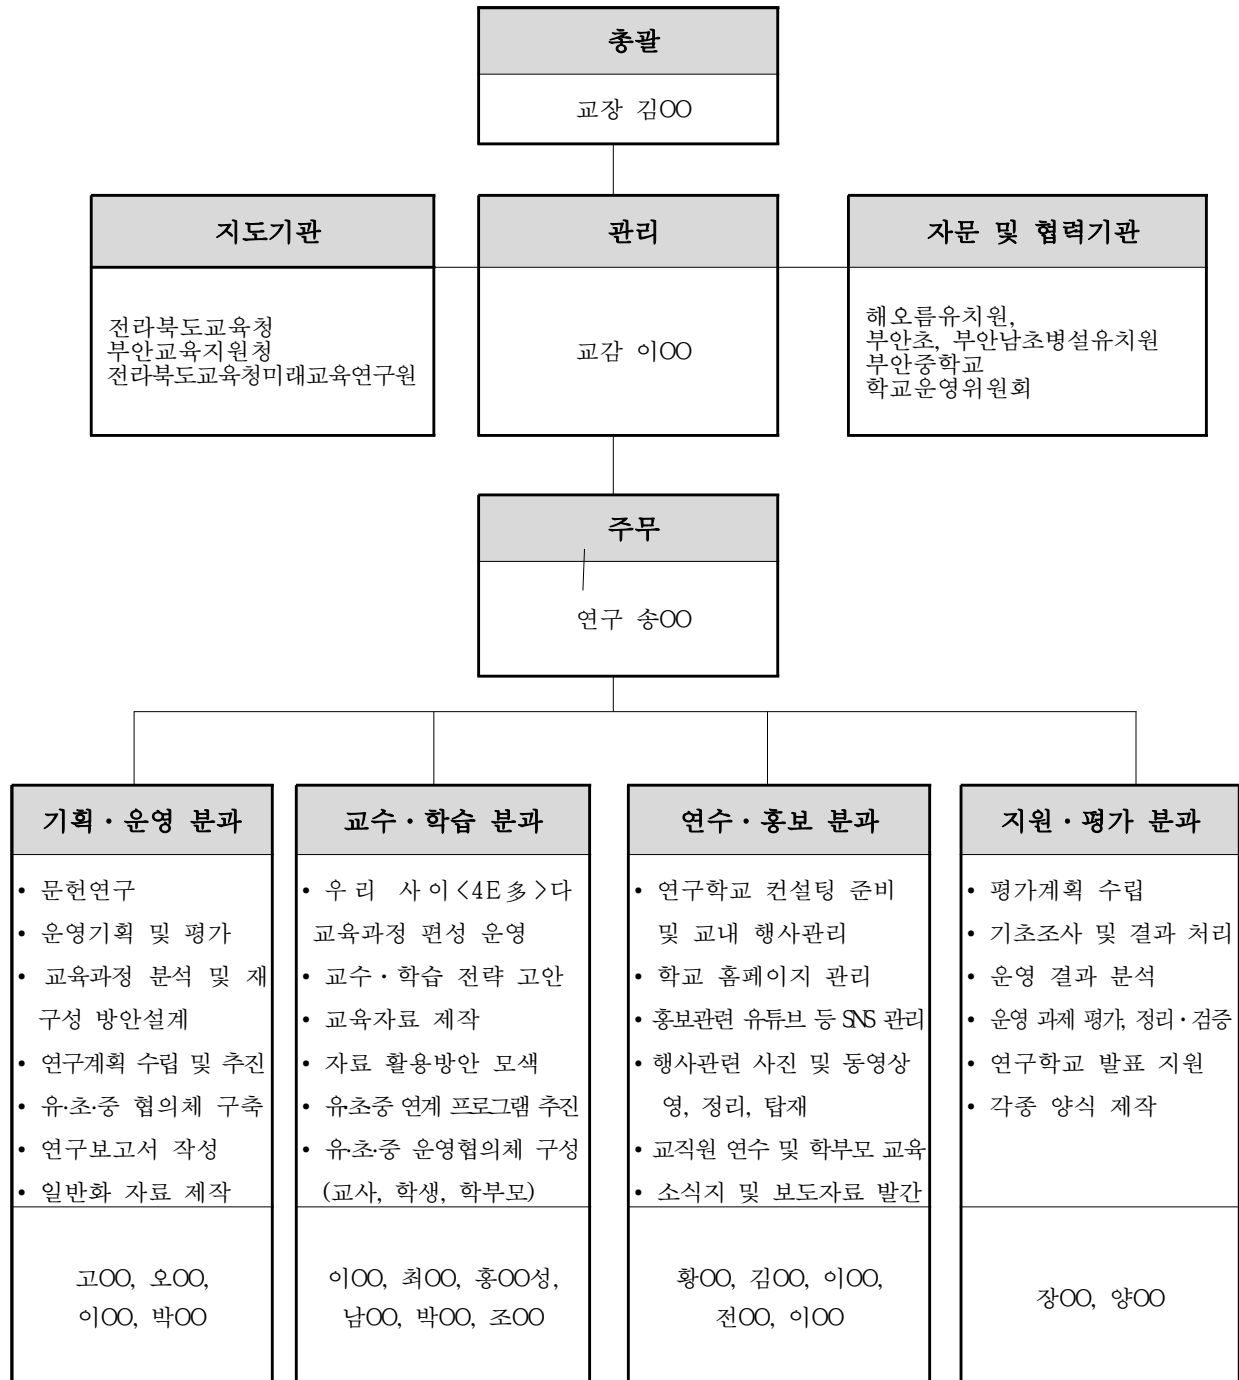 총괄
교장 김OO
지도기관
전라북도교육청
부안교육지원청
전라북도교육청미래교육연구원
관리
교감 이OO
자문 및 협력기관
해오름유치원,
부안초, 부안남초병설유치원
부안중학교
학교운영위원회
주무
연구 송OO
기획·운영 분과
• 문헌연구
• 운영기획 및 평가
• 교육과정 분석 및 재
구성 방안설계
• 연구계획 수립 및 추진
• 유·초·중 협의체 구축
• 연구보고서 작성
• 일반화 자료 제작
고OO, 오OO,
이OO, 박OO
교수·학습 분과
• 우리 사이<4E多>다
교육과정 편성 운영
• 교수·학습 전략 고안
• 교육자료 제작
• 자료 활용방안 모색
• 유초중 연계 프로그램 추진
• 유·초·중 운영협의체 구성
(교사, 학생, 학부모)
이OO, 최OO, 홍OO성,
남OO, 박OO, 조OO
연수·홍보 분과
• 연구학교 컨설팅 준비
및 교내 행사관리
• 학교 홈페이지 관리
• 홍보관련 유튜브 등 SNS 관리
• 행사관련 사진 및 동영상
영, 정리, 탑재
• 교직원 연수 및 학부모 교육
• 소식지 및 보도자료 발간
황OO, 김OO, 이OO,
전OO, 이OO
지원·평가 분과
• 평가계획 수립
• 기초조사 및 결과 처리
• 운영 결과 분석
• 운영 과제 평가, 정리·검증
• 연구학교 발표 지원
• 각종 양식 제작
장OO, 양OO